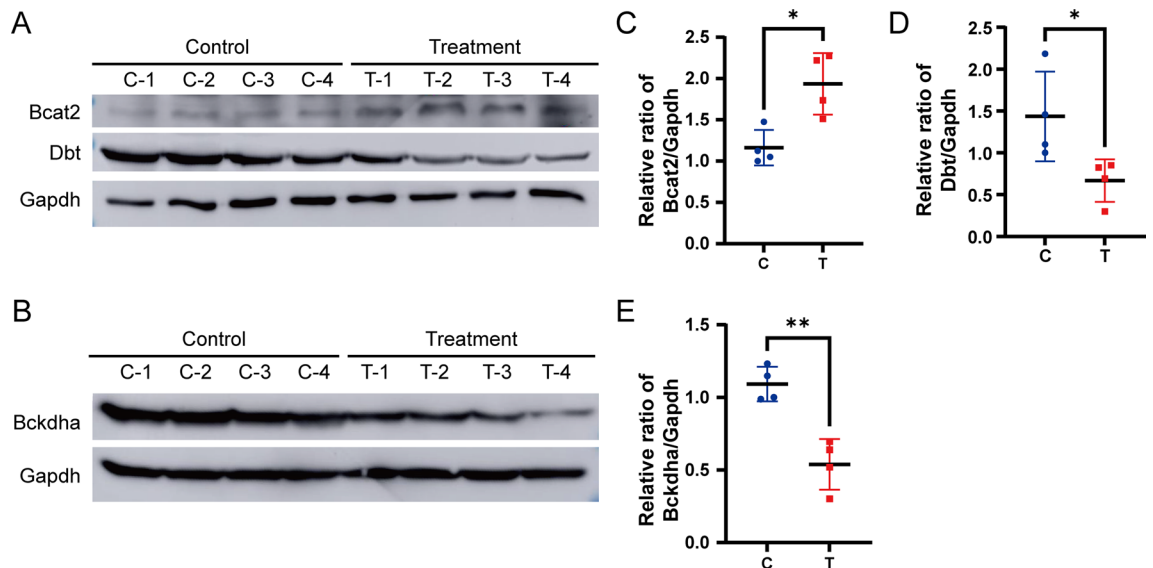 A
Control Treatment
C-1 C-2 C-3 C-4 T-1 T-2 T-3 T-4
Bcat2
Dbt
Gapdh
B
Control Treatment
C-1 C-2 C-3 C-4 T-1 T-2 T-3 T-4
Bckdha
Gapdh
C
Relative ratio of
Bcat2/Gapdh
2.5
2.0
1.5
1.0
0.5
0.0
*
C T
D
Relative ratio of
Dbt/Gapdh
2.5
2.0
1.5
1.0
0.5
0.0
*
C T
E
Relative ratio of
Bckdha/Gapdh
1.5
1.0
0.5
0.0
**
C T